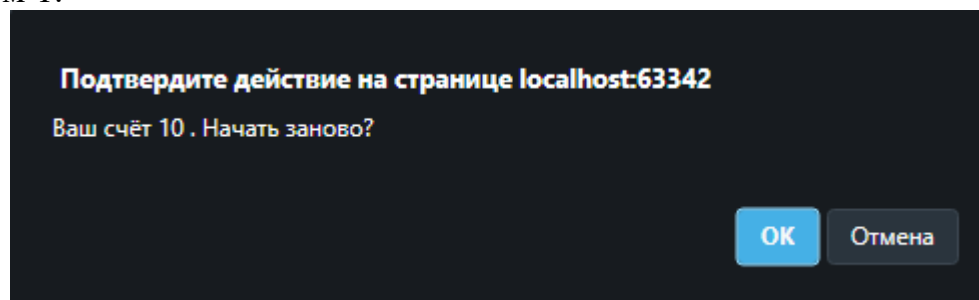 Подтвердите действие на странице localhost:63342
Ваш счёт 10 . Начать заново?
OK Отмена